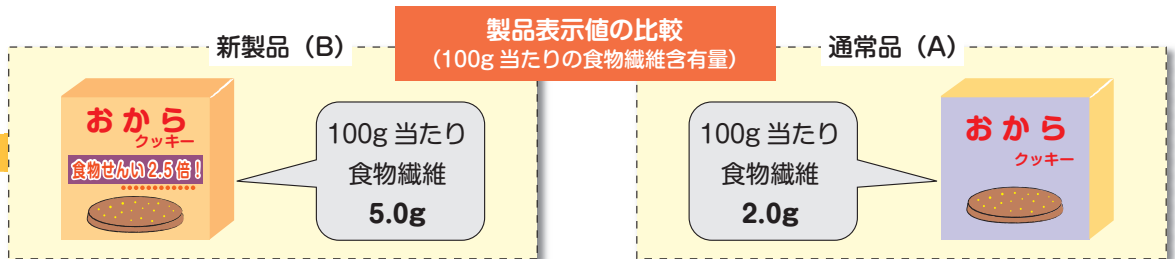 製品表示値の比較
(100g 当たりの食物繊維含有量)
新製品(B)
おから
クッキー
食物せんい2.5倍!
100g 当たり
食物繊維
5.0g
通常品(A)
100g 当たり
食物繊維
2.0g
おから
クッキー